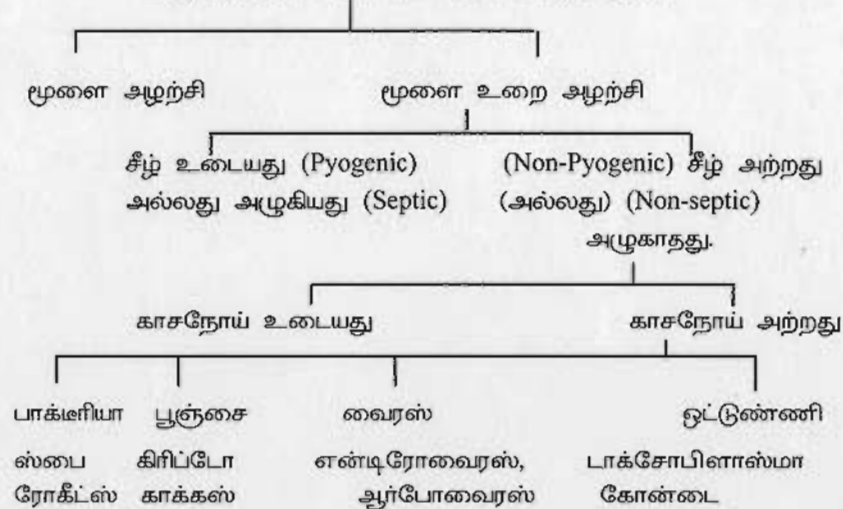 மூளை அழற்சி மூளை உறை அழற்சி
சீழ் உடையது (Pyogenic) (Non-Pyogenic) சீழ் அற்றது
அல்லது அழுகியது (Septic) (அல்லது) (Non-septic)
அழுகாதது.
காசநோய் உடையது காசநோய் அற்றது
பாக்டீரியா பூஞ்சை வைரஸ் ஒட்டுண்ணி
ஸ்பை கிரிப்டோ என்டிரோவைரஸ், டாக்சோபிளாஸ்மா
ரோகீட்ஸ் காக்கஸ் ஆர்போவைரஸ் கோன்டை